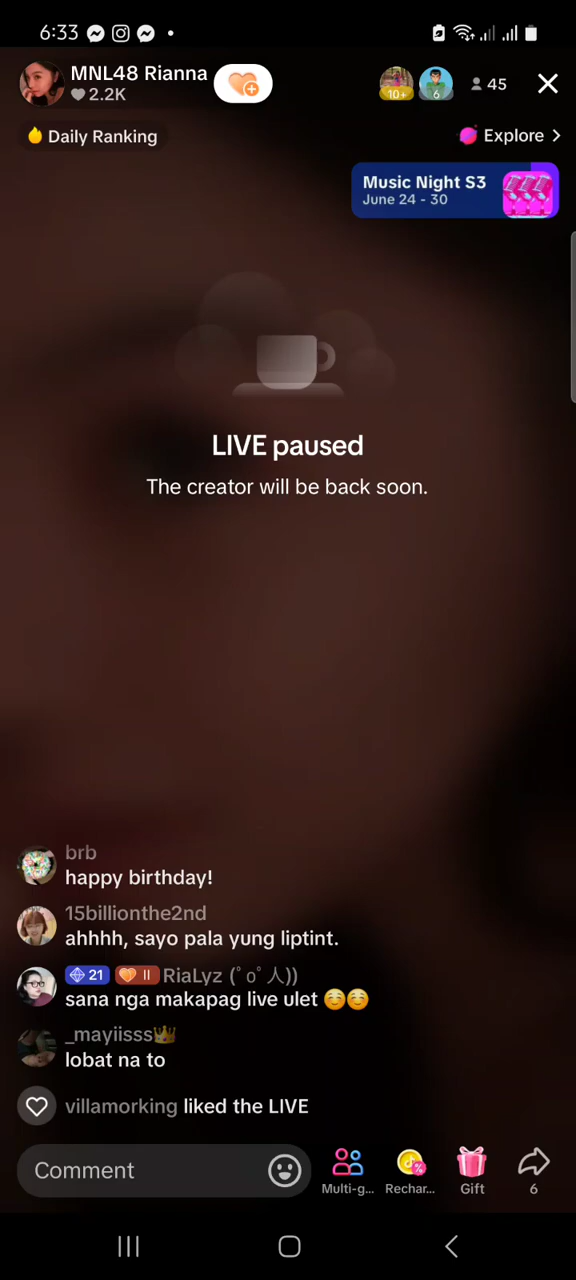 6:33
MNL48 Rianna
2.2K
10+
6
45
Daily Ranking
Explore
Music Night S3
June 24 - 30
LIVE paused
The creator will be back soon.
brb
happy birthday!
15billionthe2nd
ahhhh, sayo pala yung liptint.
21 II RiaLyz (ﾟοﾟ人))
sana nga makapag live ulet ☺️☺️
_mayiisss👑
lobat na to
villamorking liked the LIVE
Comment
Multi-g...
Rechar...
Gift
6